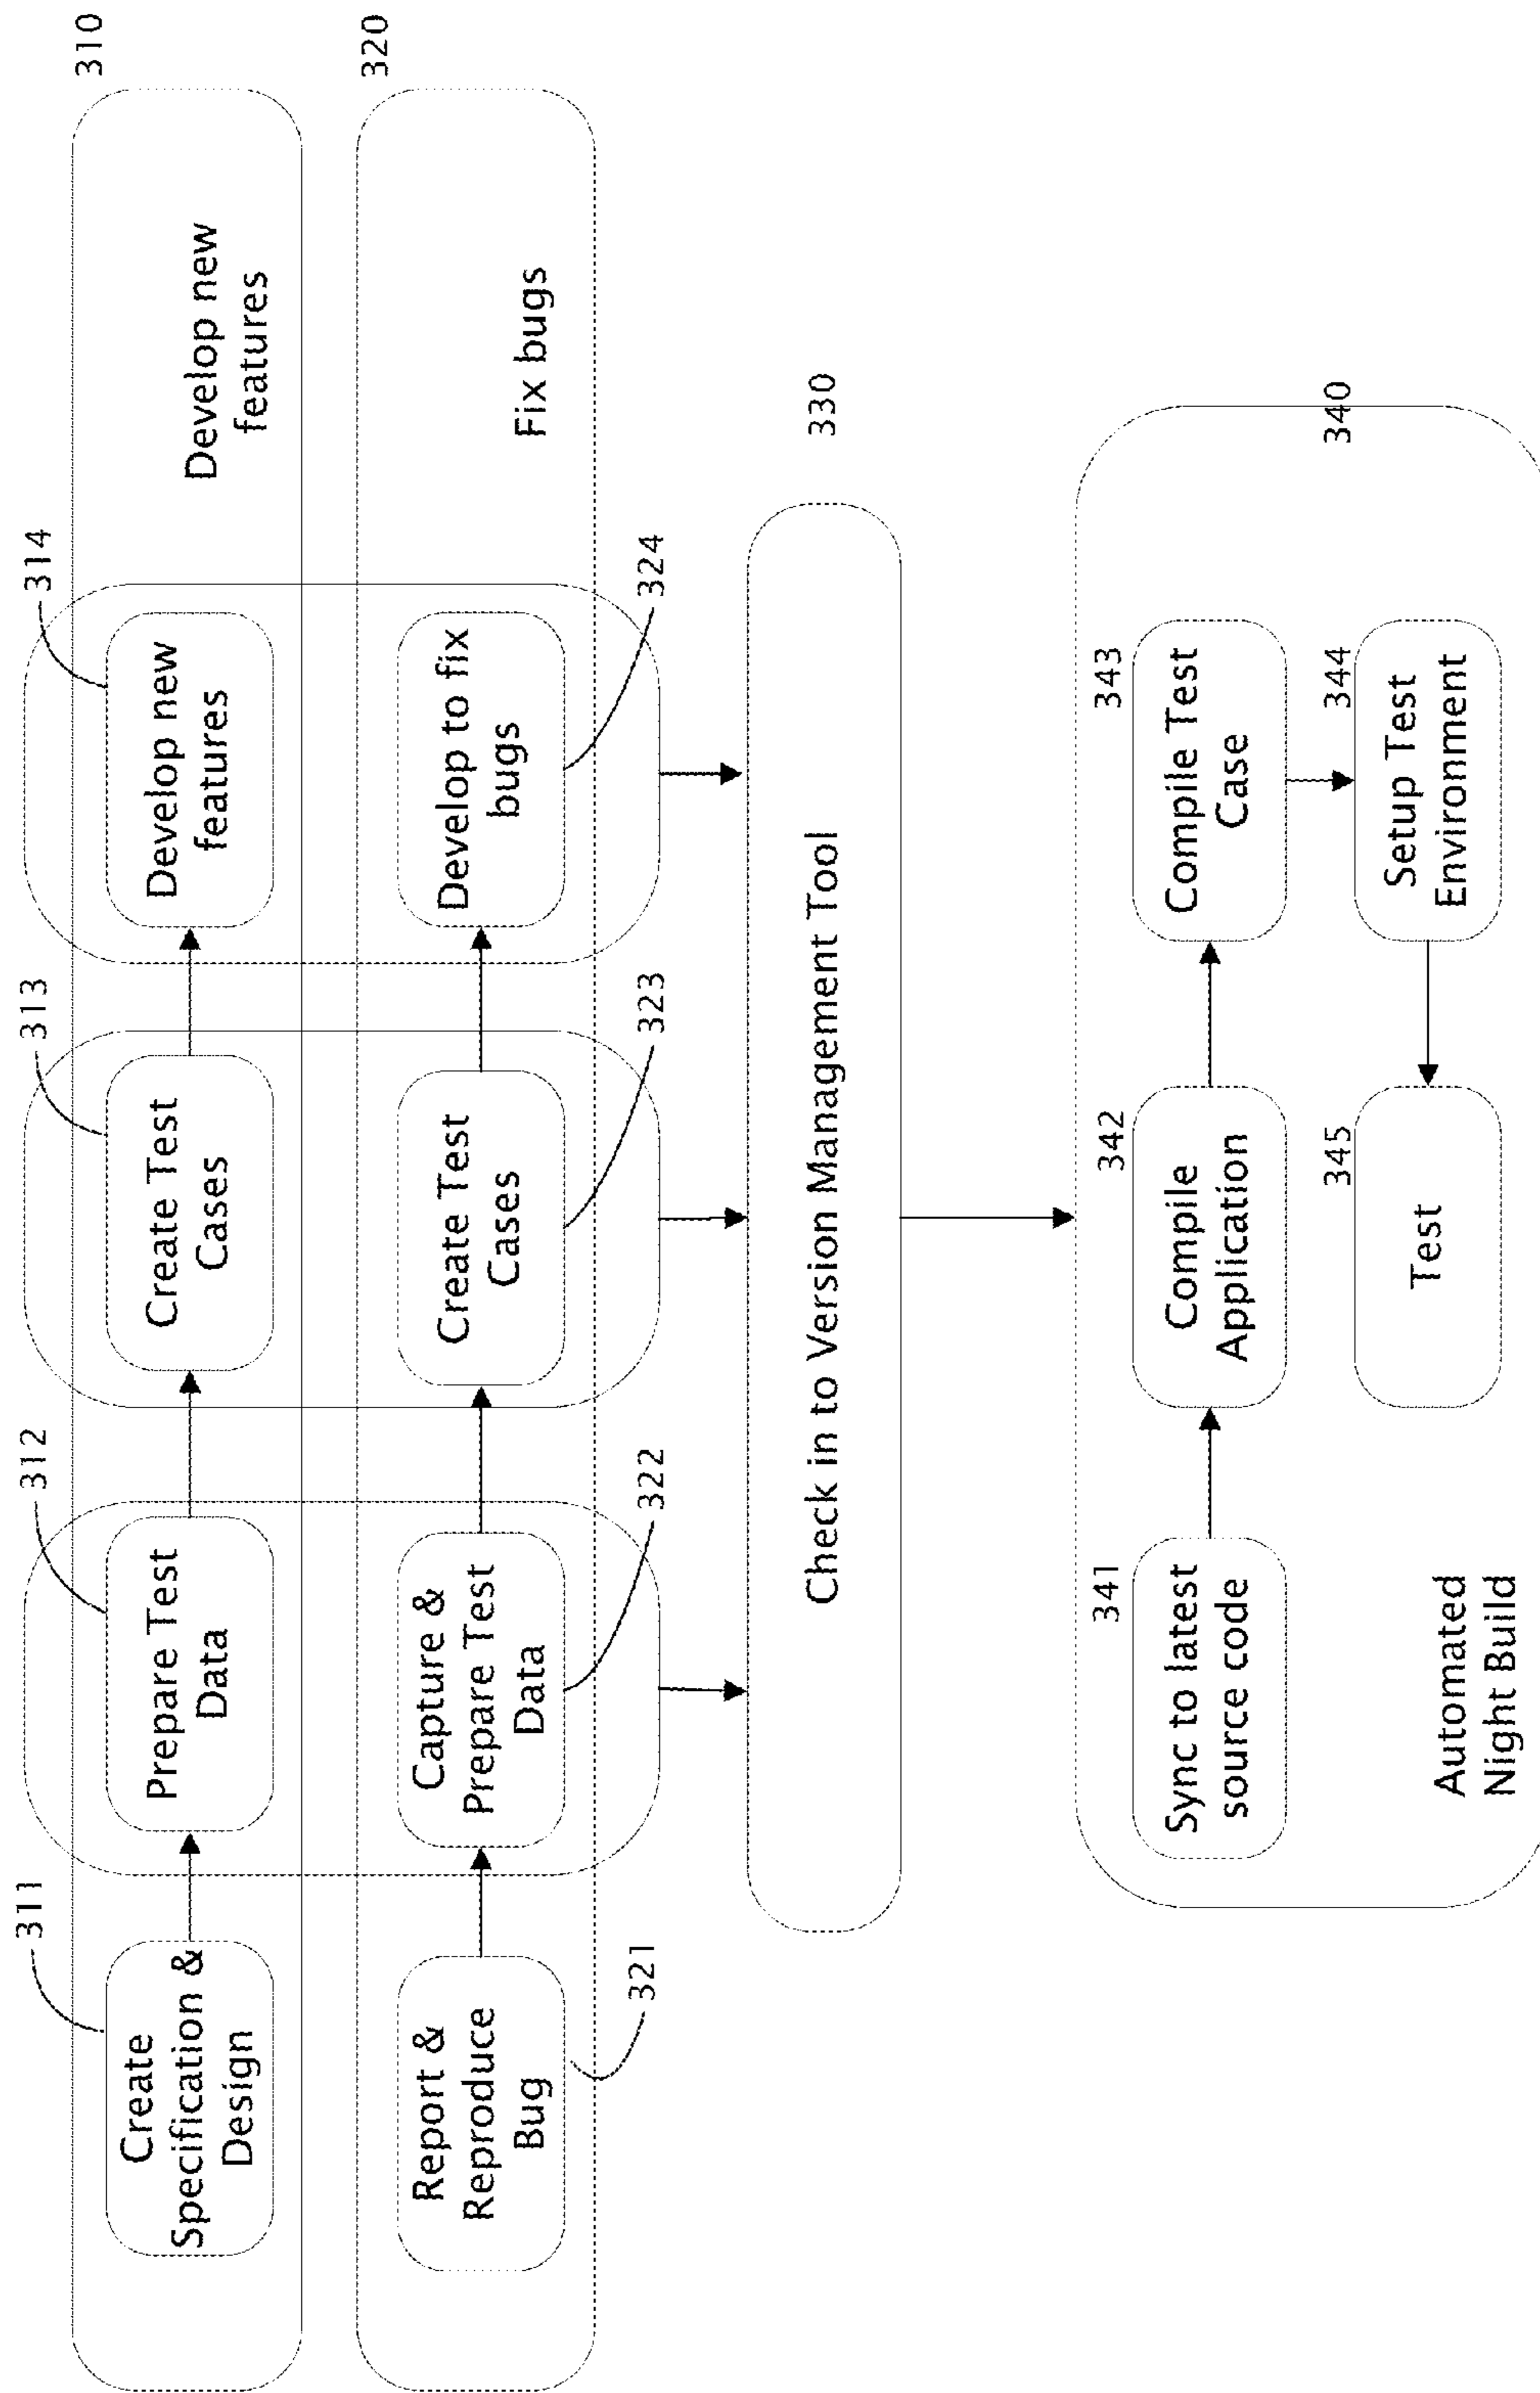 310
311
Create
Specification &
Design
312
Prepare Test
Data
313
Create Test
Cases
314
Develop new
features
Develop new
features
320
Report &
Reproduce
Bug
321
Capture &
Prepare Test
Data
322
Create Test
Cases
323
Develop to fix
bugs
324
Fix bugs
Check in to Version Management Tool
330
340
341
Sync to latest
source code
342
Compile
Application
343
Compile Test
Case
344
Setup Test
Environment
345
Test
Automated
Night Build